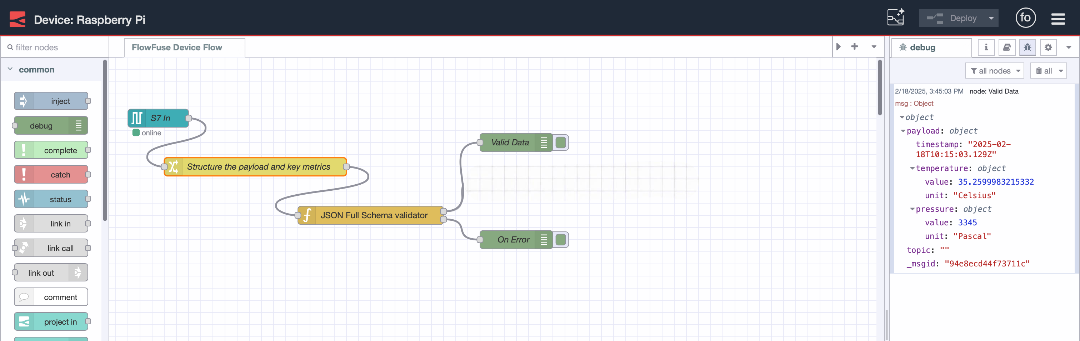 Device: Raspberry Pi
Deploy
fo
filter nodes
FlowFuse Device Flow
debug
i
common
all nodes
all
inject
debug
complete
catch
status
link in
link call
link out
comment
project in
S7 In
online
Structure the payload and key metrics
JSON Full Schema validator
Valid Data
On Error
2/18/2025, 3:45:03 PM node: Valid Data
msg : Object
object
payload: object
timestamp: "2025-02-
18T10:15:03.129Z"
temperature: object
value: 35.2599983215332
unit: "Celsius"
pressure: object
value: 3345
unit: "Pascal"
topic: ""
_msgid: "94e8ecd44f73711c"